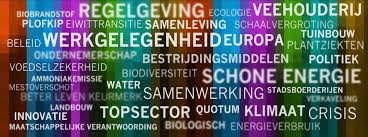 BIOBRANDSTOF REGELGEVING ECOLOGIE VEEHOUDERIJ
PLOFKIP EIWITTRANSITIE SAMENLEVING SCHAALVERGROTING
BELEID WERKGELEGENHEID EUROPA TUINBOUW
PLANTZIEKTEN
ONDERNEMERSCHAP BESTRIJDINGSMIDDELEN POLITIEK
VOEDSELZEKERHEID BIODIVERSITEIT SCHONE ENERGIE
AMMONIAKEMISSIE WATER
MESTOVERSCHOT SAMENWERKING STADSBOERDERIJEN
BETER LEVEN KEURMERK VERKAVELING
LANDBOUW TOPSECTOR QUOTUM KLIMAAT CRISIS
INNOVATIE
MAATSCHAPPELIJKE VERANTWOORDING BIOLOGISCH ENERGIEVERBRUIK